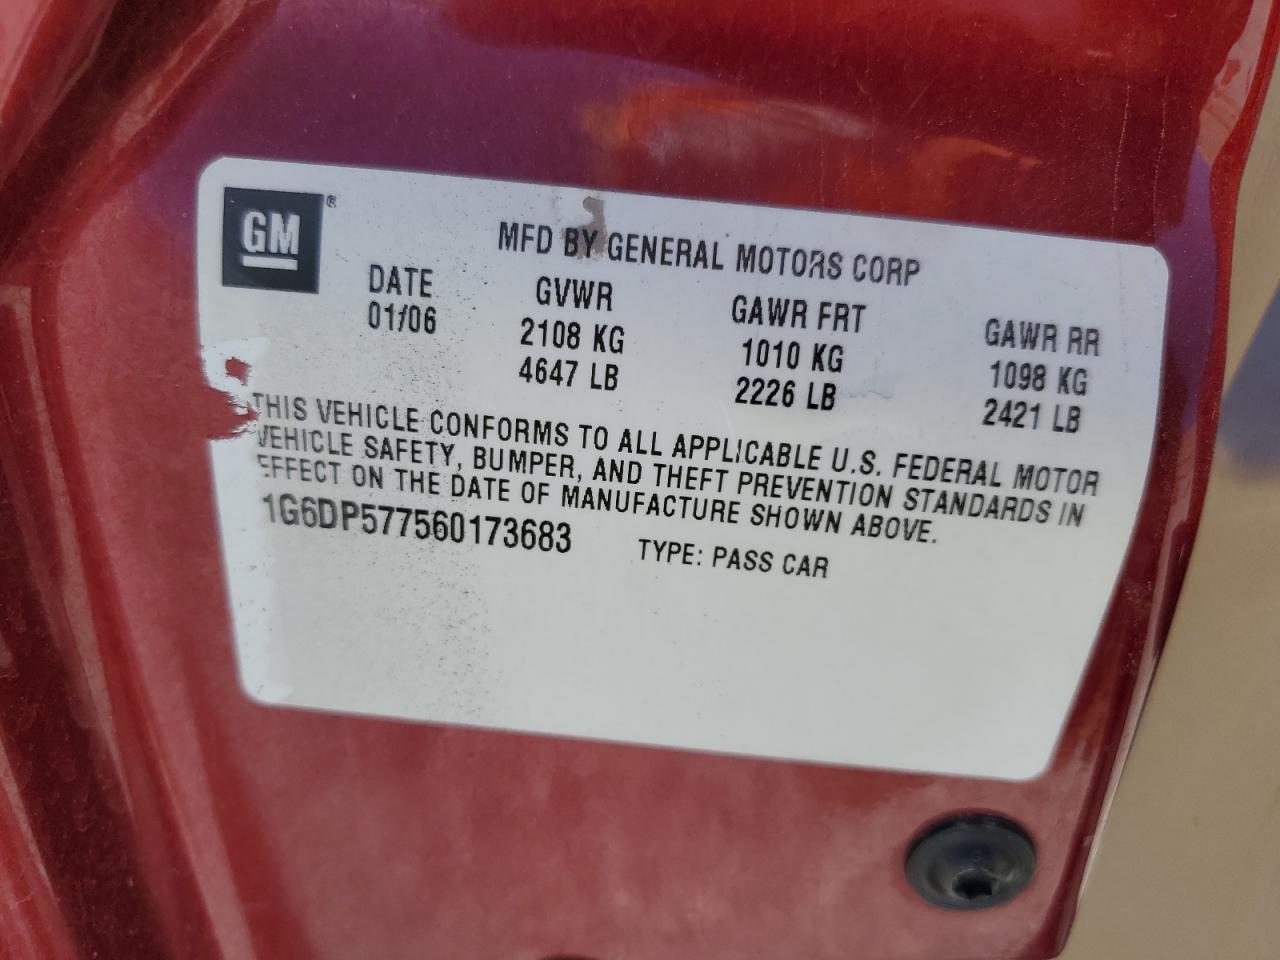 GM®
MFD BY GENERAL MOTORS CORP
DATE GVWR GAWR FRT GAWR RR
01/06 2108 KG 1010 KG 1098 KG
4647 LB 2226 LB 2421 LB
THIS VEHICLE CONFORMS TO ALL APPLICABLE U.S. FEDERAL MOTOR
VEHICLE SAFETY, BUMPER, AND THEFT PREVENTION STANDARDS IN
EFFECT ON THE DATE OF MANUFACTURE SHOWN ABOVE.
1G6DP577560173683 TYPE: PASS CAR